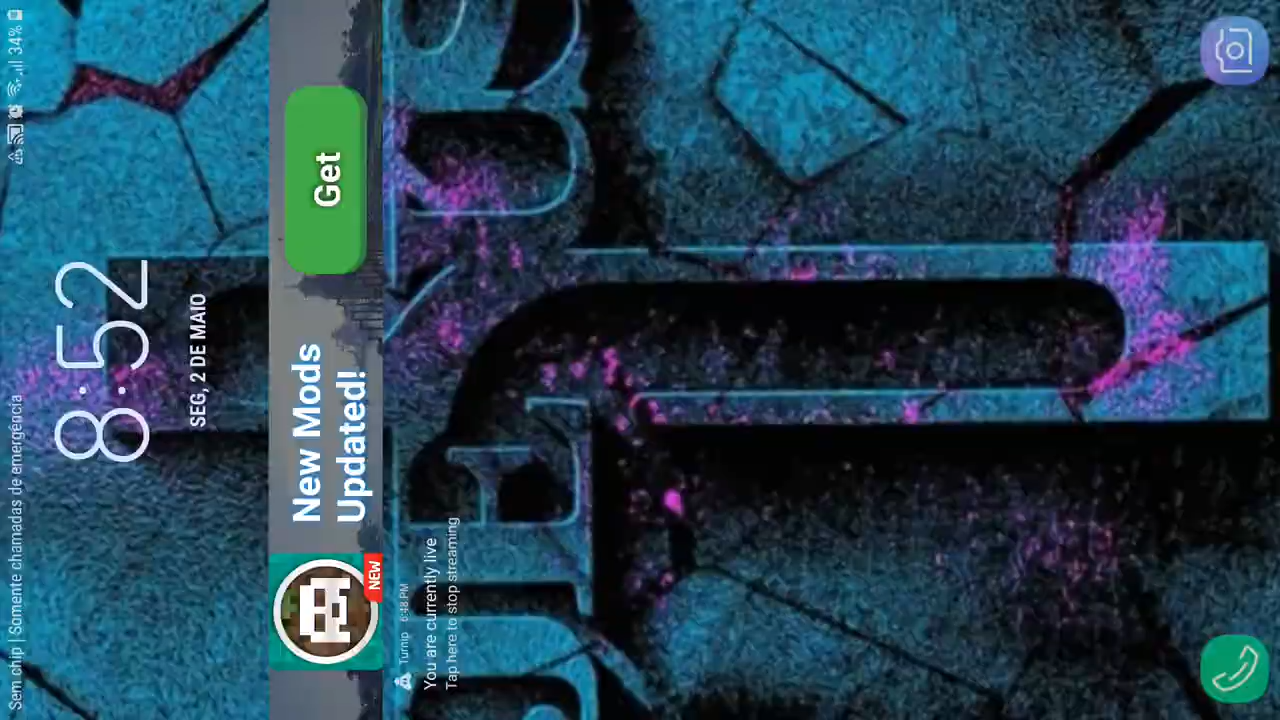 Sem chip | Somente chamadas de emergência
34%
8:52
SEG, 2 DE MAIO
New Mods
Updated!
Get
NEW
Turnip 6:48 PM
You are currently live
Tap here to stop streaming